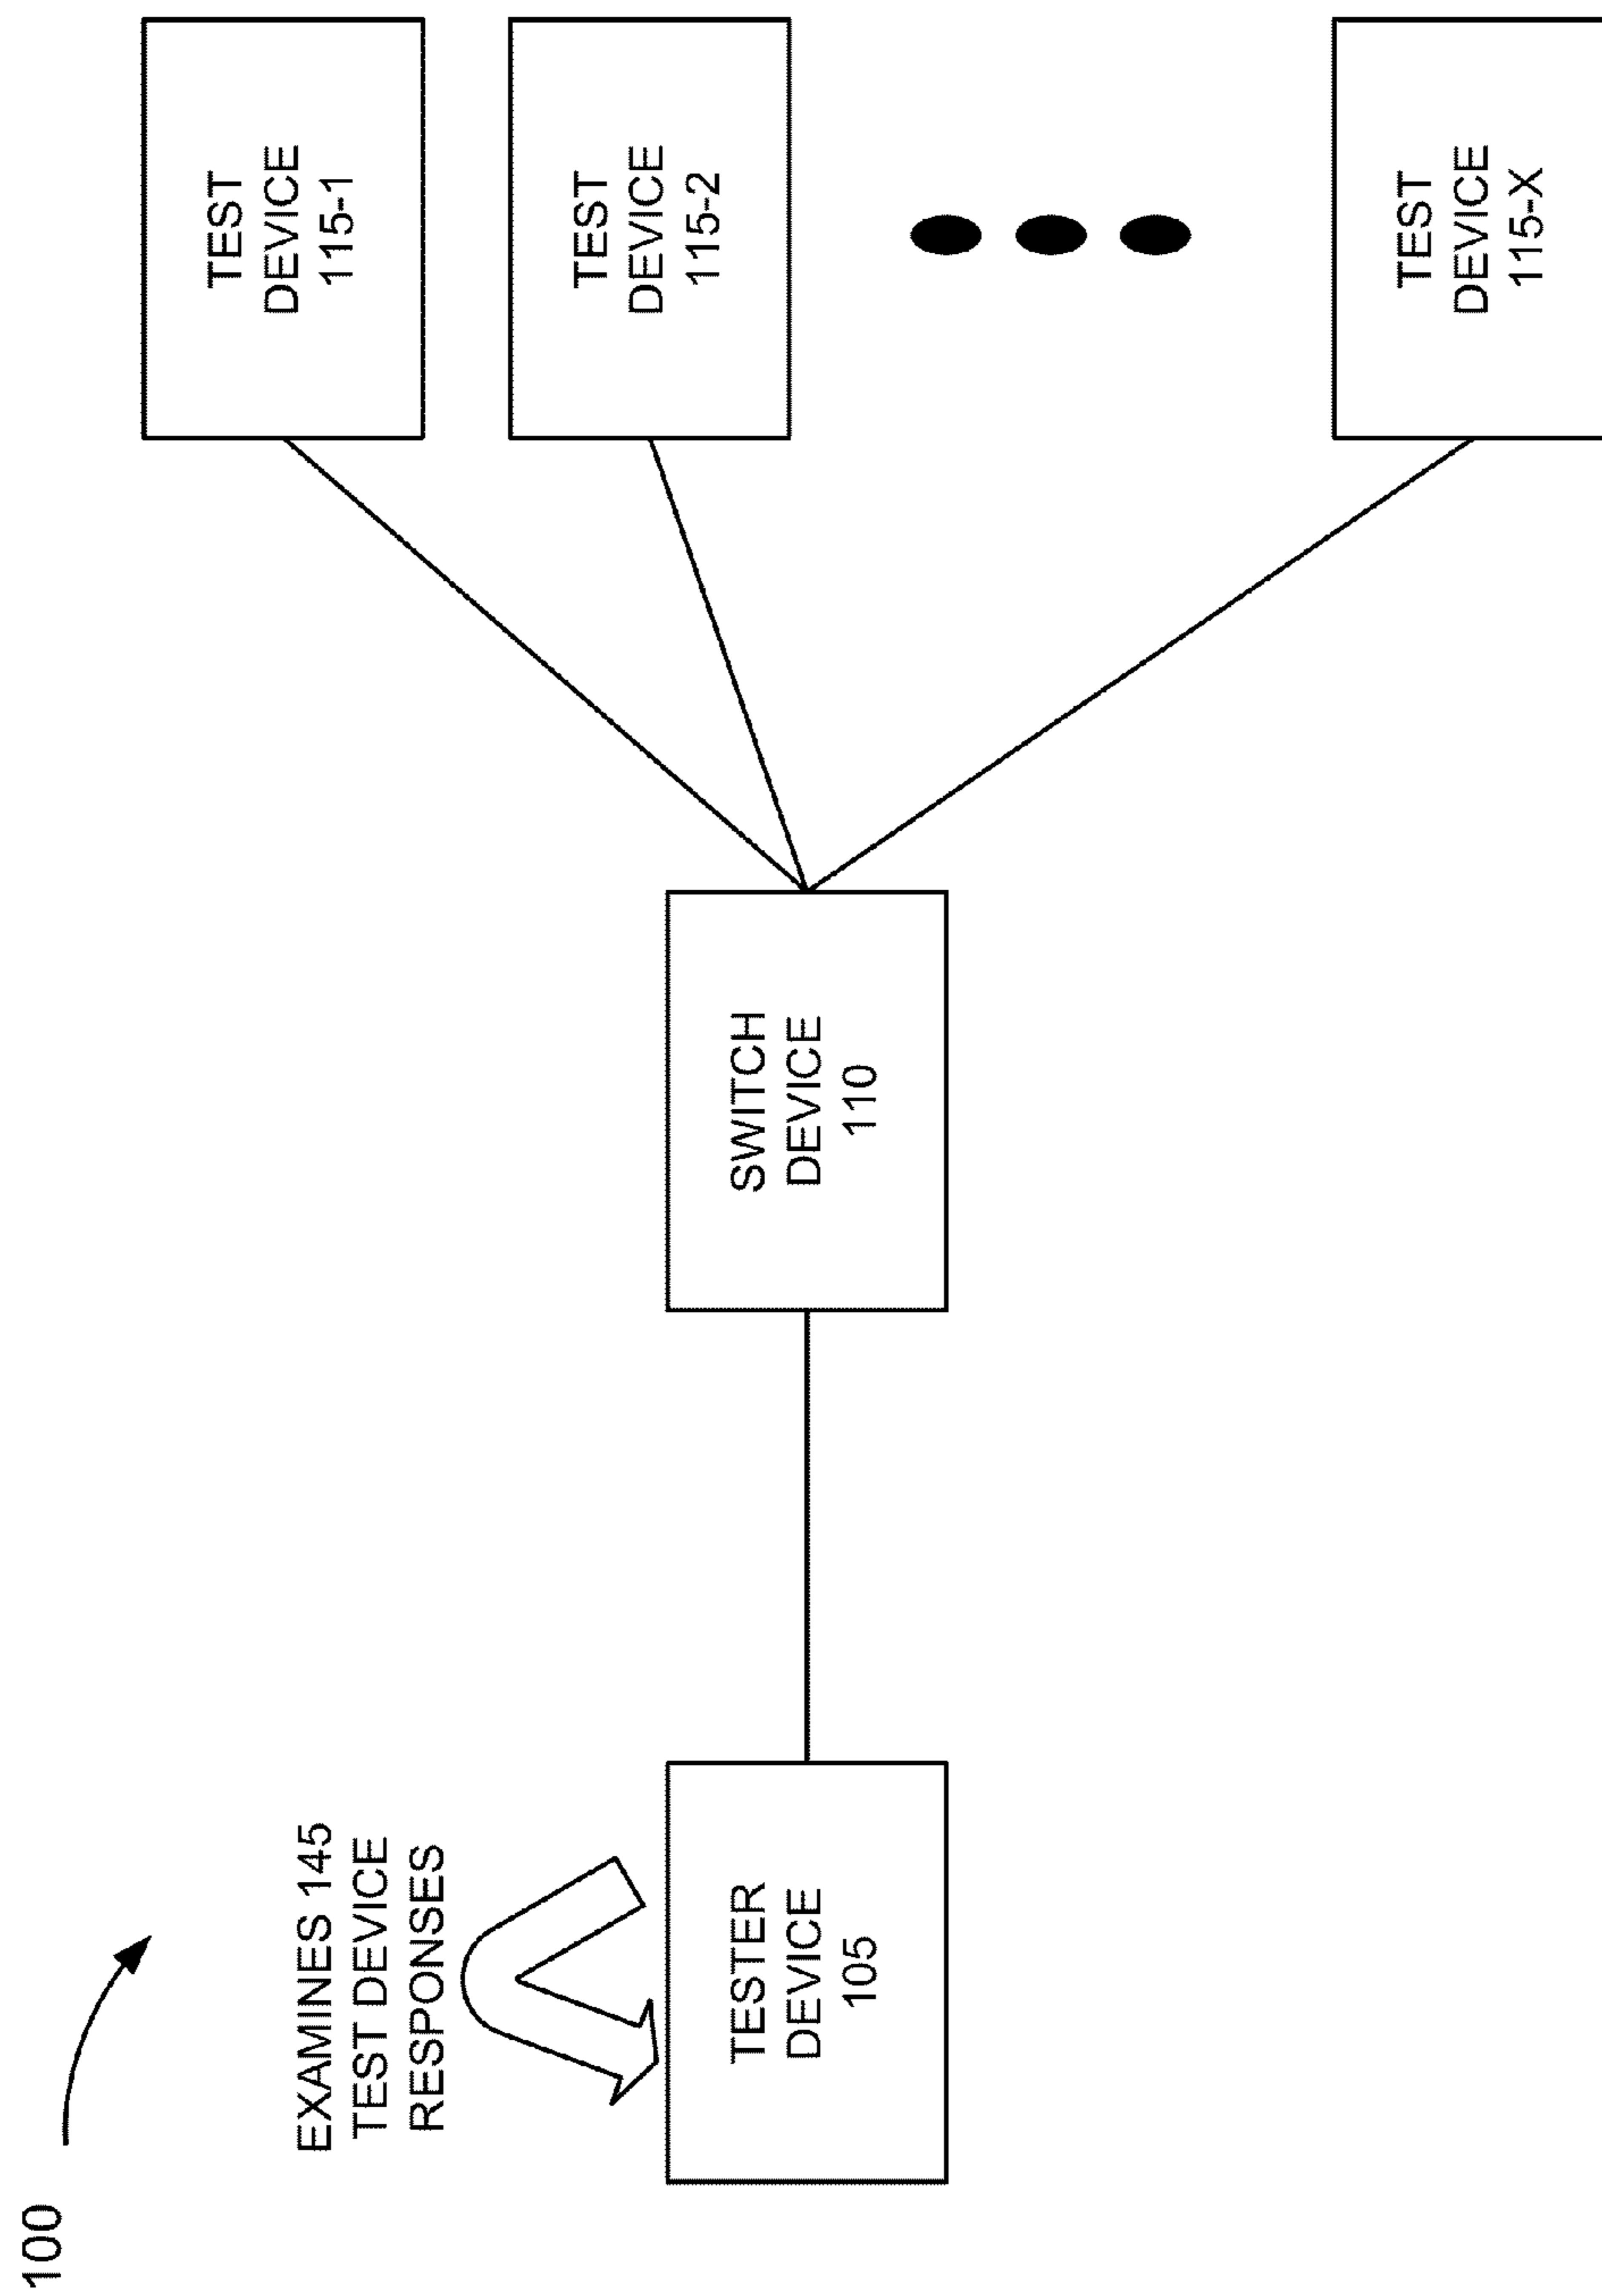 100
EXAMINES 145
TEST DEVICE
RESPONSES
TESTER
DEVICE
105
SWITCH
DEVICE
110
TEST
DEVICE
115-1
TEST
DEVICE
115-2
TEST
DEVICE
115-X